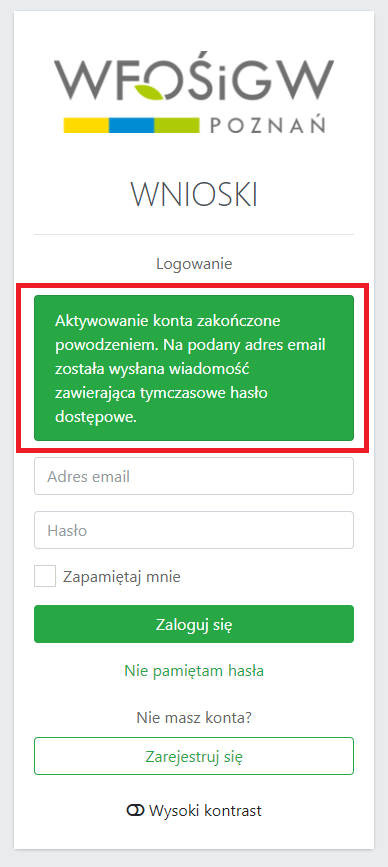 WFOŚiGW
POZNAŃ
WNIOSKI
Logowanie
Aktywowanie konta zakończone
powodzeniem. Na podany adres email
została wysłana wiadomość
zawierająca tymczasowe hasło
dostępowe.
Adres email
Hasło
Zapamiętaj mnie
Zaloguj się
Nie pamiętam hasła
Nie masz konta?
Zarejestruj się
Wysoki kontrast